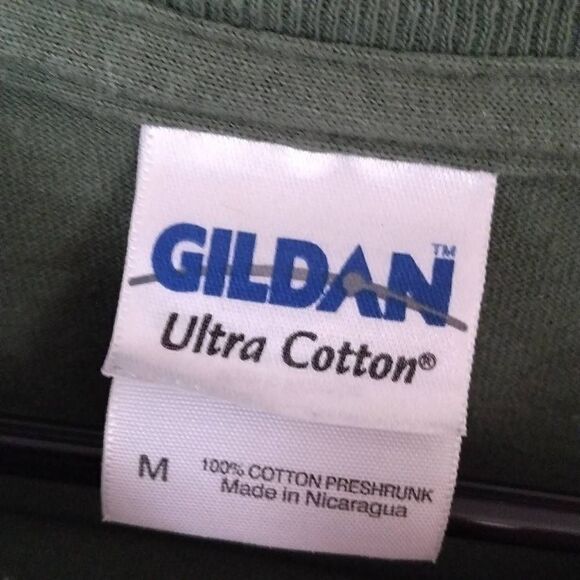 GILDAN™
Ultra Cotton®
M
100% COTTON PRESHRUNK
Made in Nicaragua